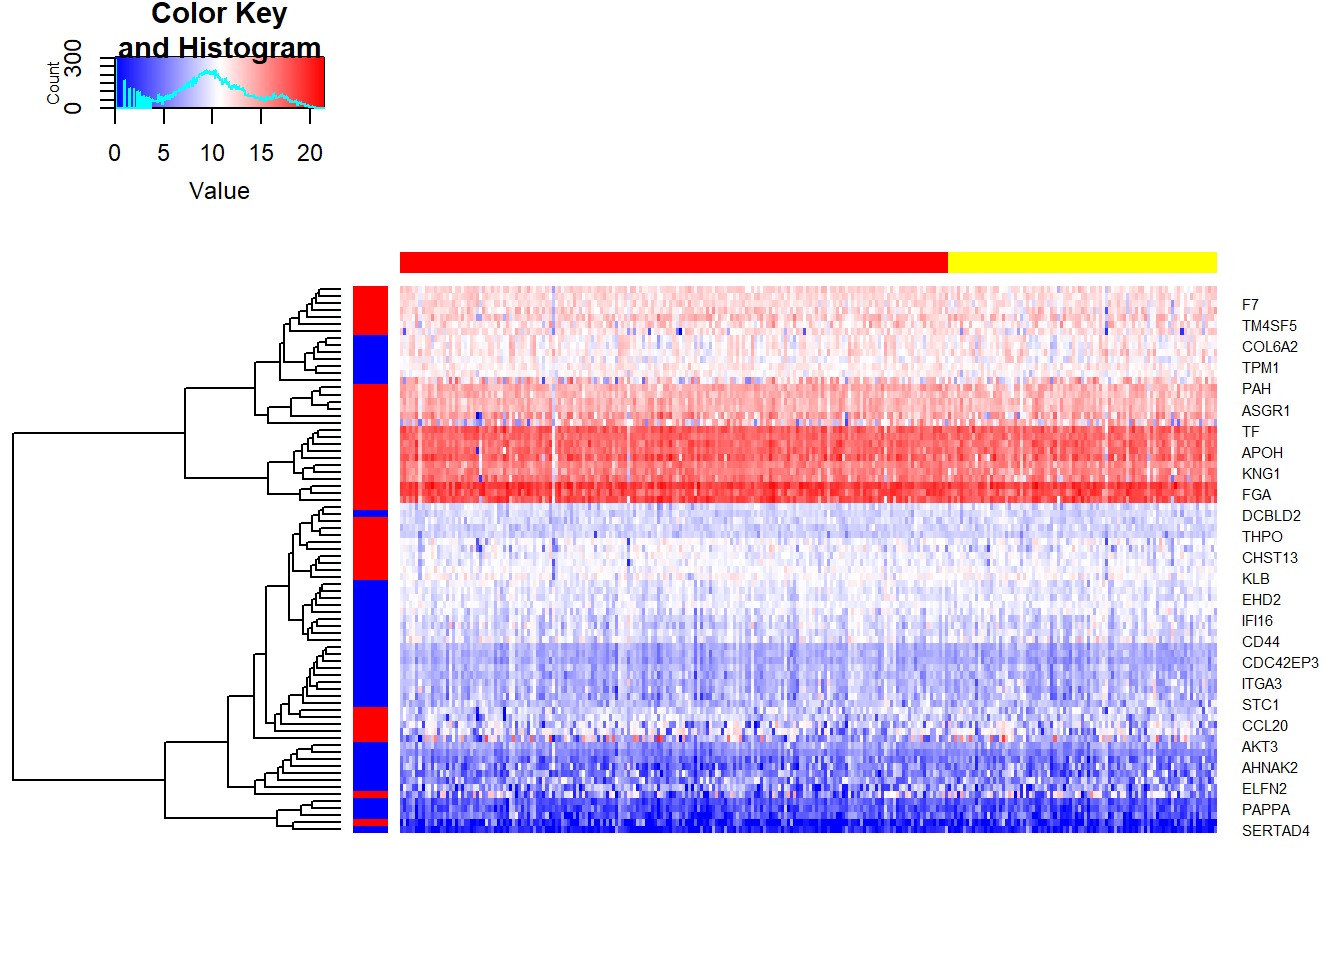 Color Key
and Histogram
Count
0 300
0 5 10 15 20
Value
F7
TM4SF5
COL6A2
TPM1
PAH
ASGR1
TF
APOH
KNG1
FGA
DCBLD2
THPO
CHST13
KLB
EHD2
IFI16
CD44
CDC42EP3
ITGA3
STC1
CCL20
AKT3
AHNAK2
ELFN2
PAPPA
SERTAD4